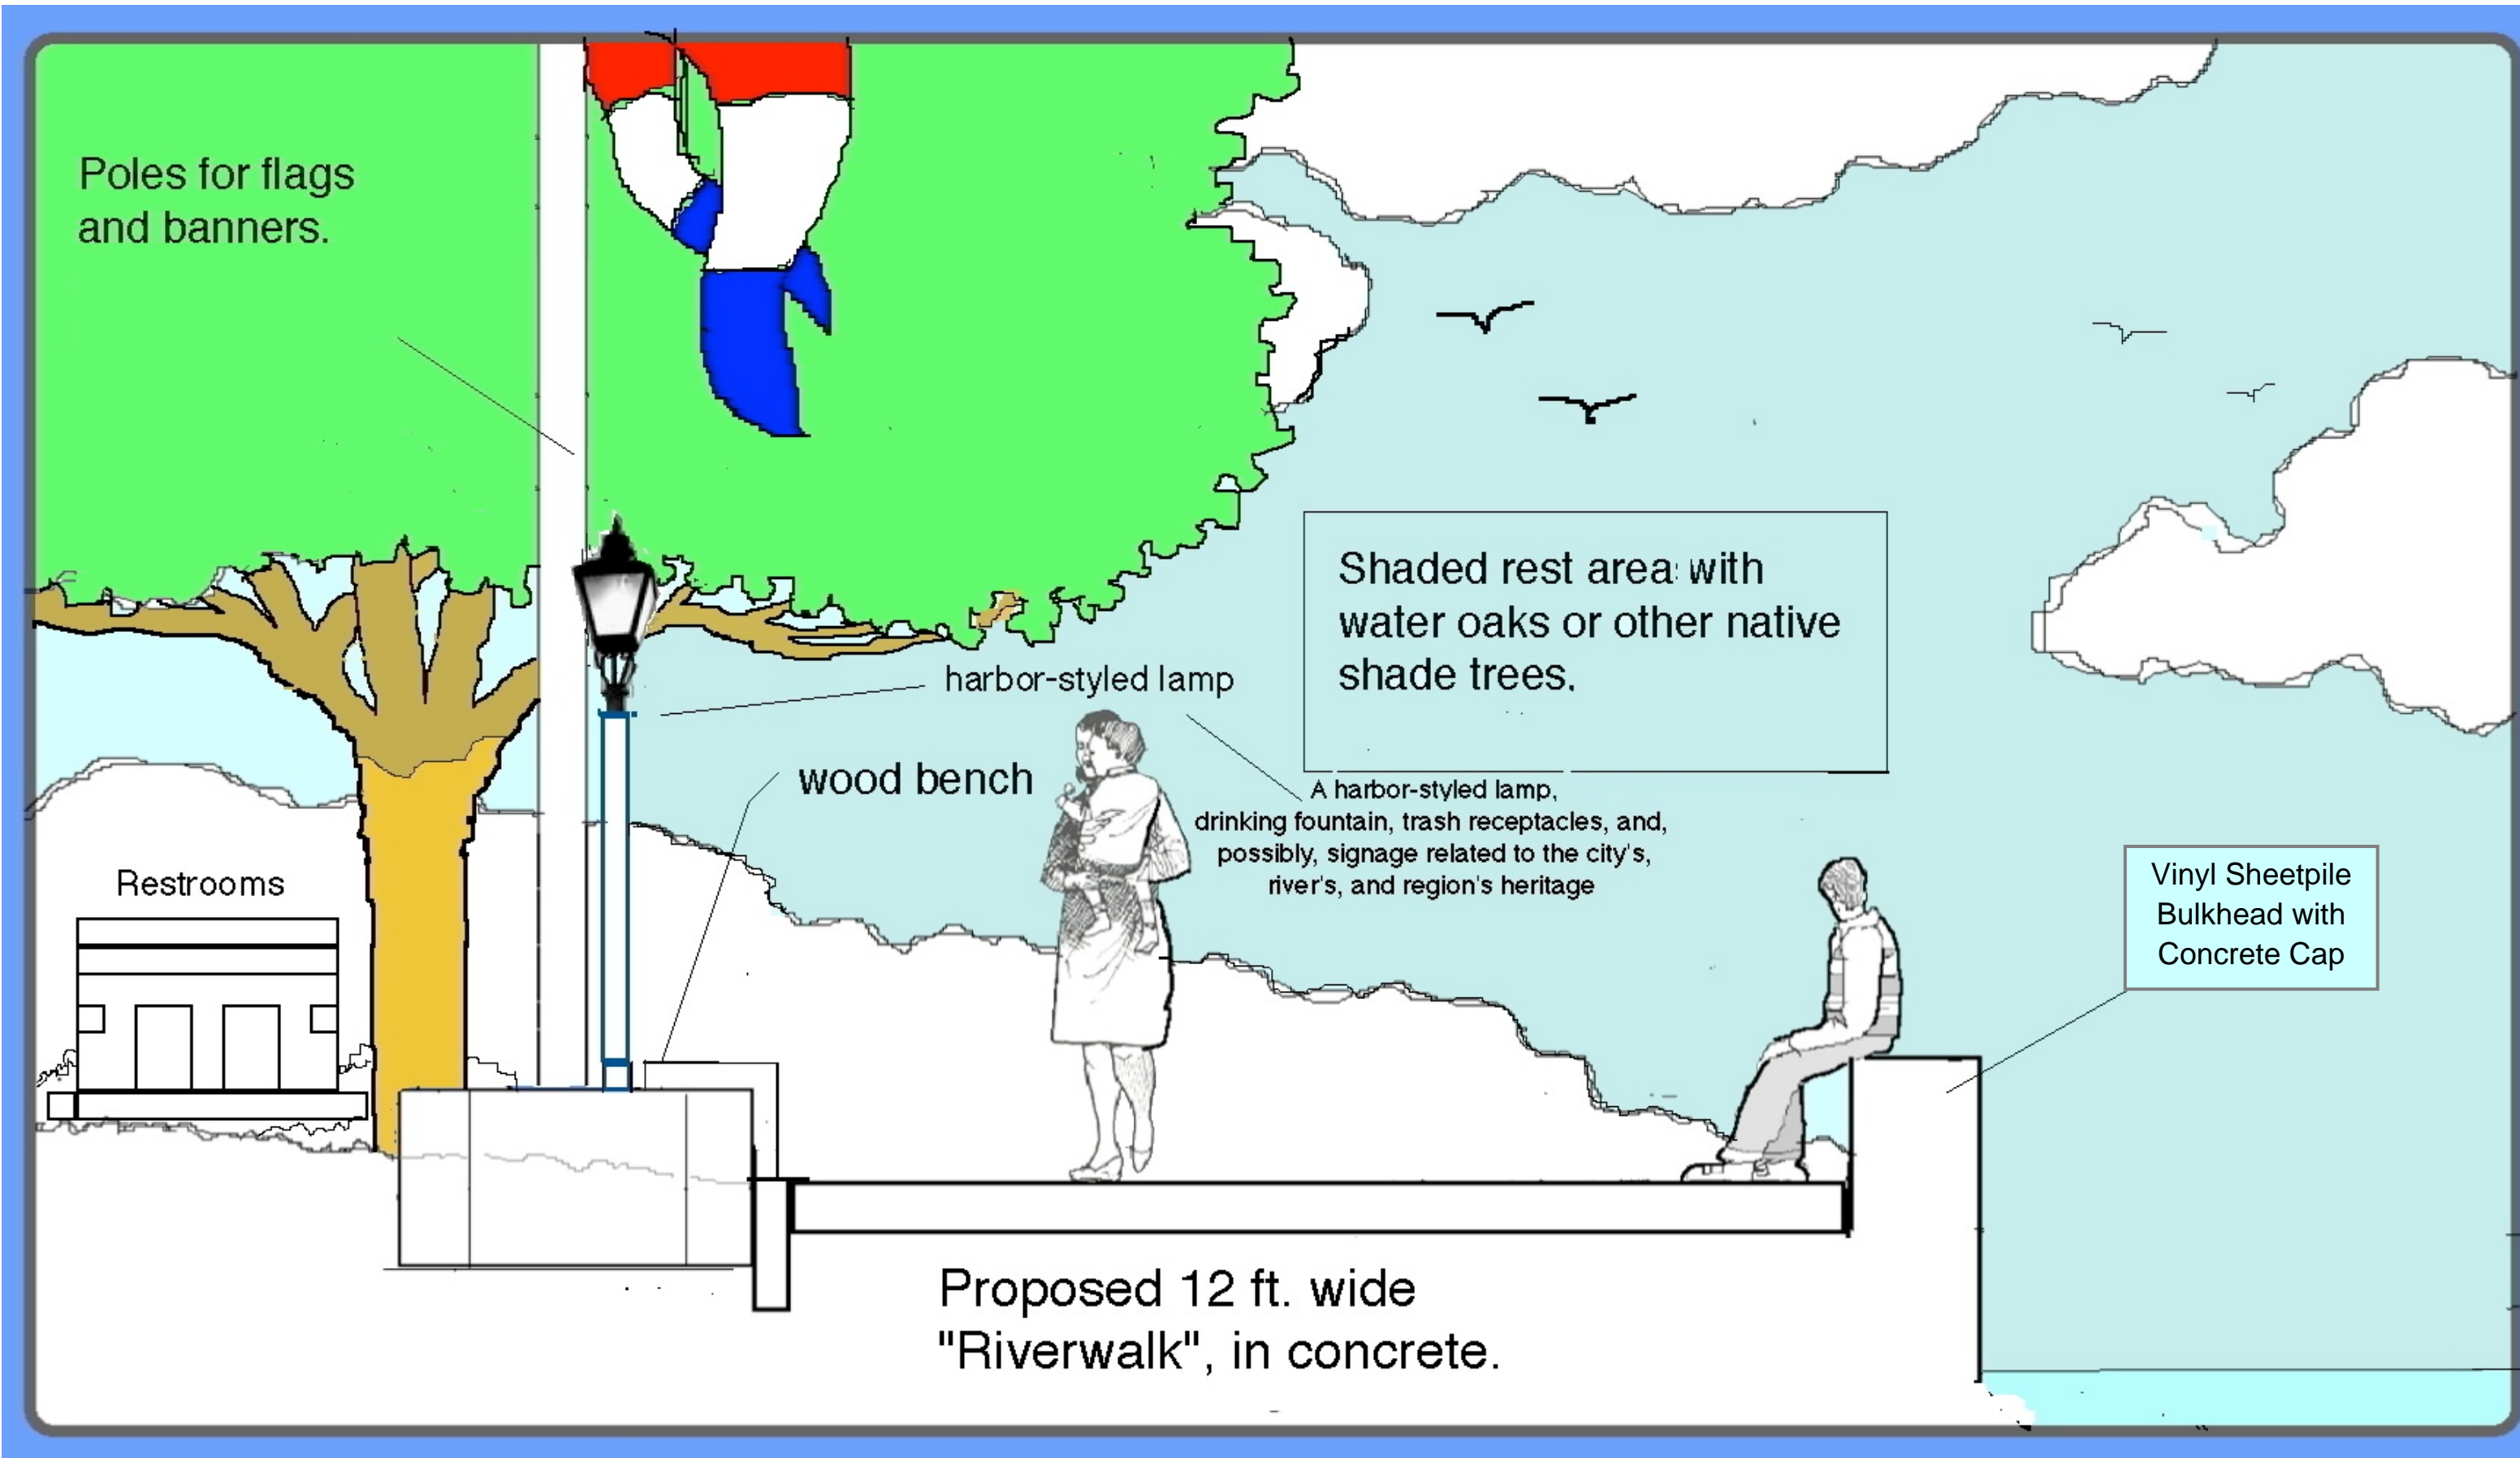 Poles for flags
and banners.
Shaded rest area: with
water oaks or other native
shade trees.
harbor-styled lamp
wood bench
A harbor-styled lamp,
drinking fountain, trash receptacles, and,
possibly, signage related to the city's,
river's, and region's heritage
Restrooms
Vinyl Sheetpile
Bulkhead with
Concrete Cap
Proposed 12 ft. wide
"Riverwalk", in concrete.